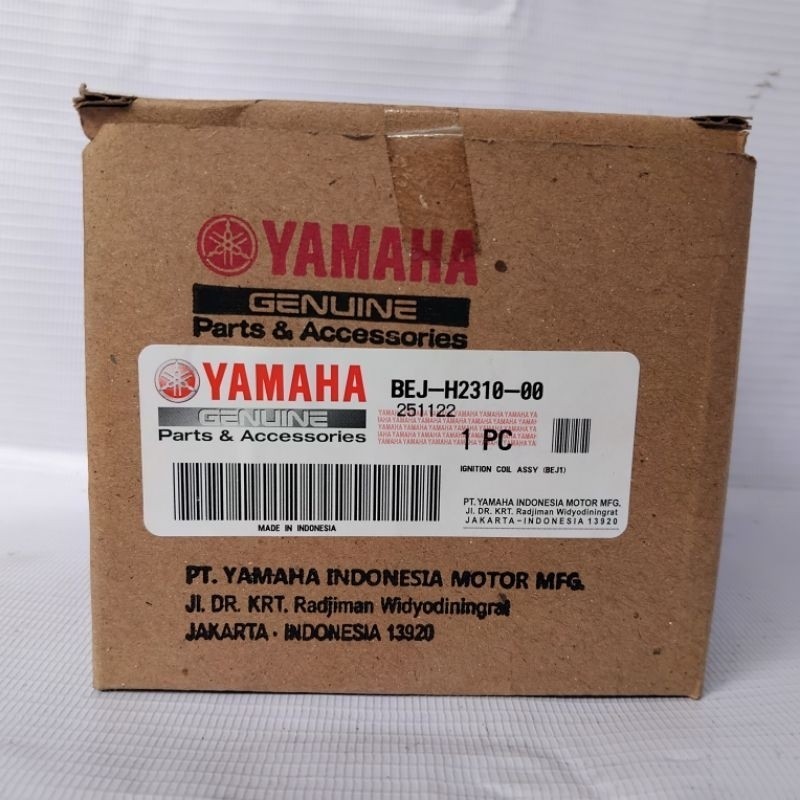 YAMAHA
GENUINE
Parts & Accessories
YAMAHA
GENUINE
Parts & Accessories
BEJ-H2310-00
251122
1 PC
IGNITION COIL ASSY (BEJ1)
MADE IN INDONESIA
PT. YAMAHA INDONESIA MOTOR MFG.
Jl. DR. KRT. Radjiman Widyodiningrat
JAKARTA-INDONESIA 13920
PT. YAMAHA INDONESIA MOTOR MFG.
Jl. DR. KRT. Radjiman Widyodiningrat
JAKARTA - INDONESIA 13920